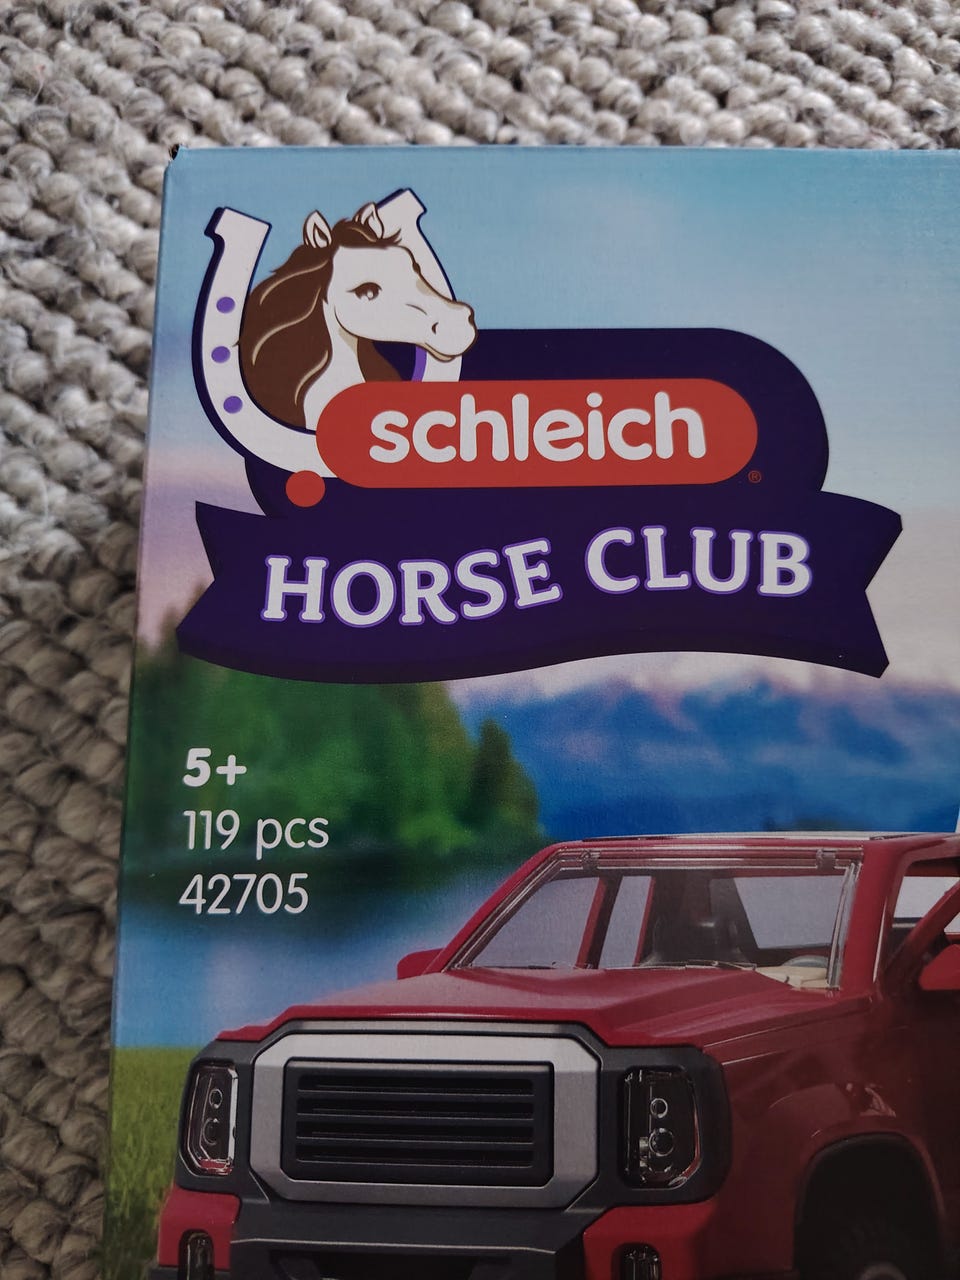 schleich
®
HORSE CLUB
5+
119 pcs
42705